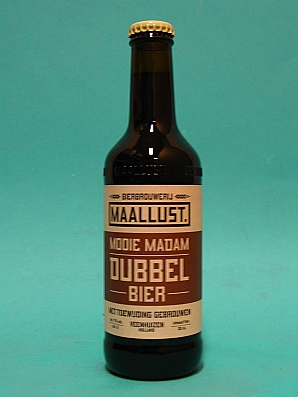 BIERBROUWERIJ
MAALLUST.
MOOIE MADAM
DUBBEL
BIER
MET TOEWIJDING GEBROUWEN
VEENHUIZEN
HOLLAND